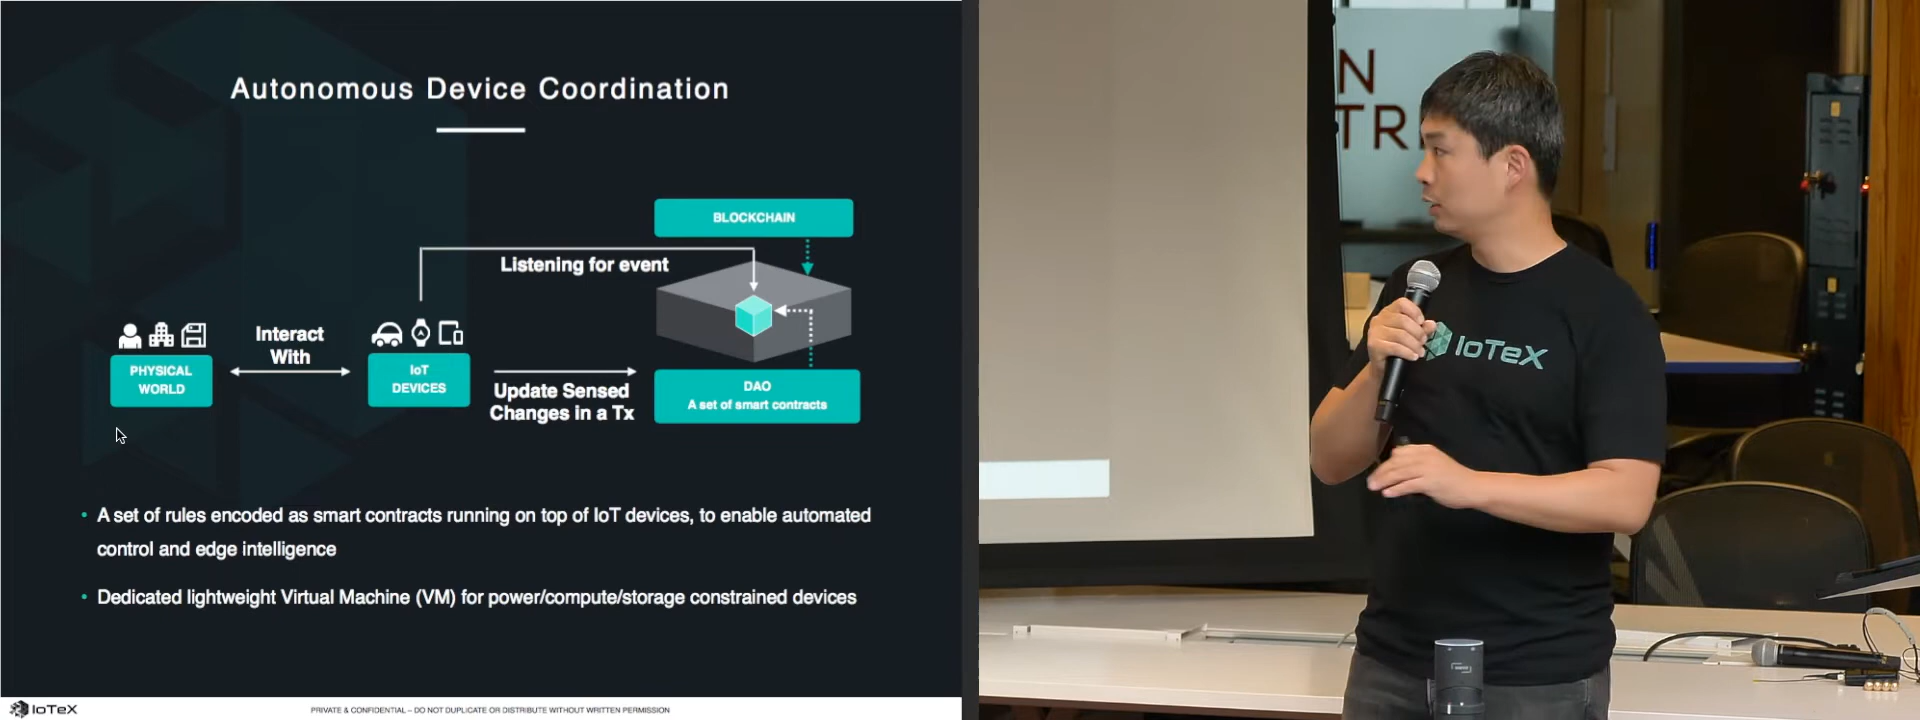 Autonomous Device Coordination
BLOCKCHAIN
Listening for event
Interact
With
PHYSICAL
WORLD
IoT
DEVICES
Update Sensed
Changes in a Tx
DAO
A set of smart contracts
• A set of rules encoded as smart contracts running on top of IoT devices, to enable automated
control and edge intelligence
• Dedicated lightweight Virtual Machine (VM) for power/compute/storage constrained devices
IoTeX
PRIVATE & CONFIDENTIAL – DO NOT DUPLICATE OR DISTRIBUTE WITHOUT WRITTEN PERMISSION
N
TR
IoTeX